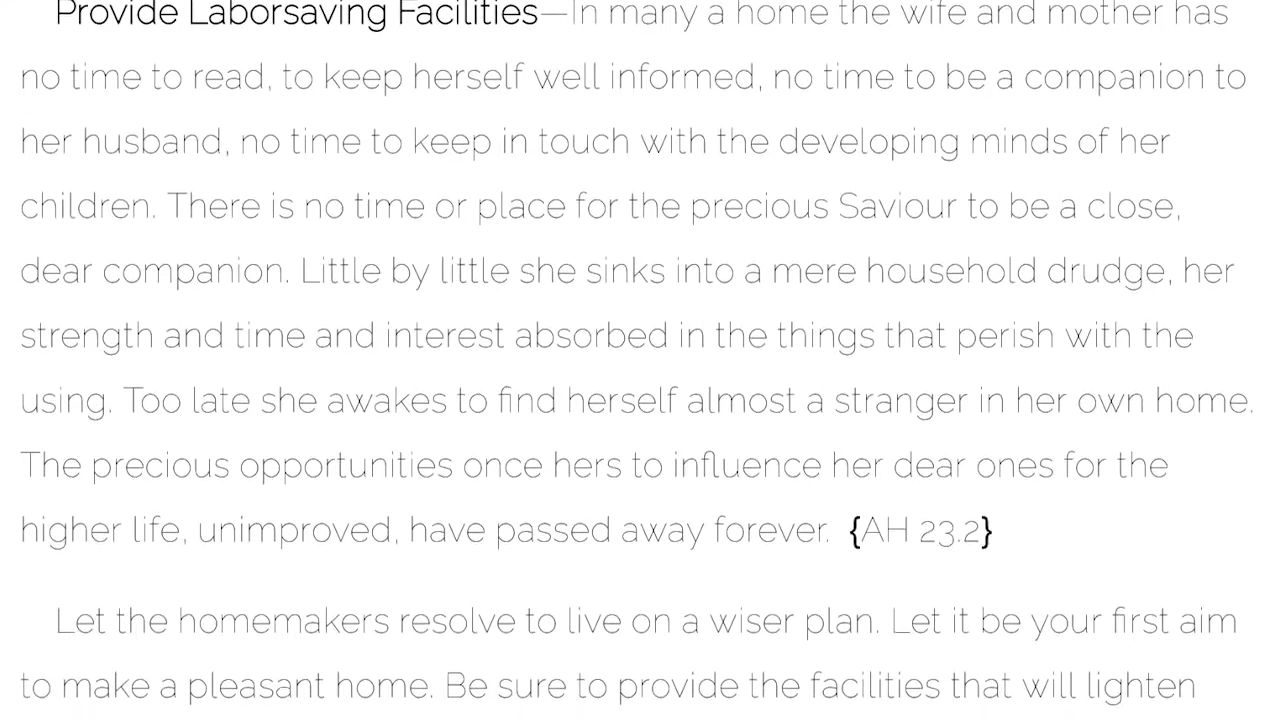 Provide Laborsaving Facilities—In many a home the wife and mother has
no time to read, to keep herself well informed, no time to be a companion to
her husband, no time to keep in touch with the developing minds of her
children. There is no time or place for the precious Saviour to be a close,
dear companion. Little by little she sinks into a mere household drudge, her
strength and time and interest absorbed in the things that perish with the
using. Too late she awakes to find herself almost a stranger in her own home.
The precious opportunities once hers to influence her dear ones for the
higher life, unimproved, have passed away forever. {AH 23.2}
Let the homemakers resolve to live on a wiser plan. Let it be your first aim
to make a pleasant home. Be sure to provide the facilities that will lighten